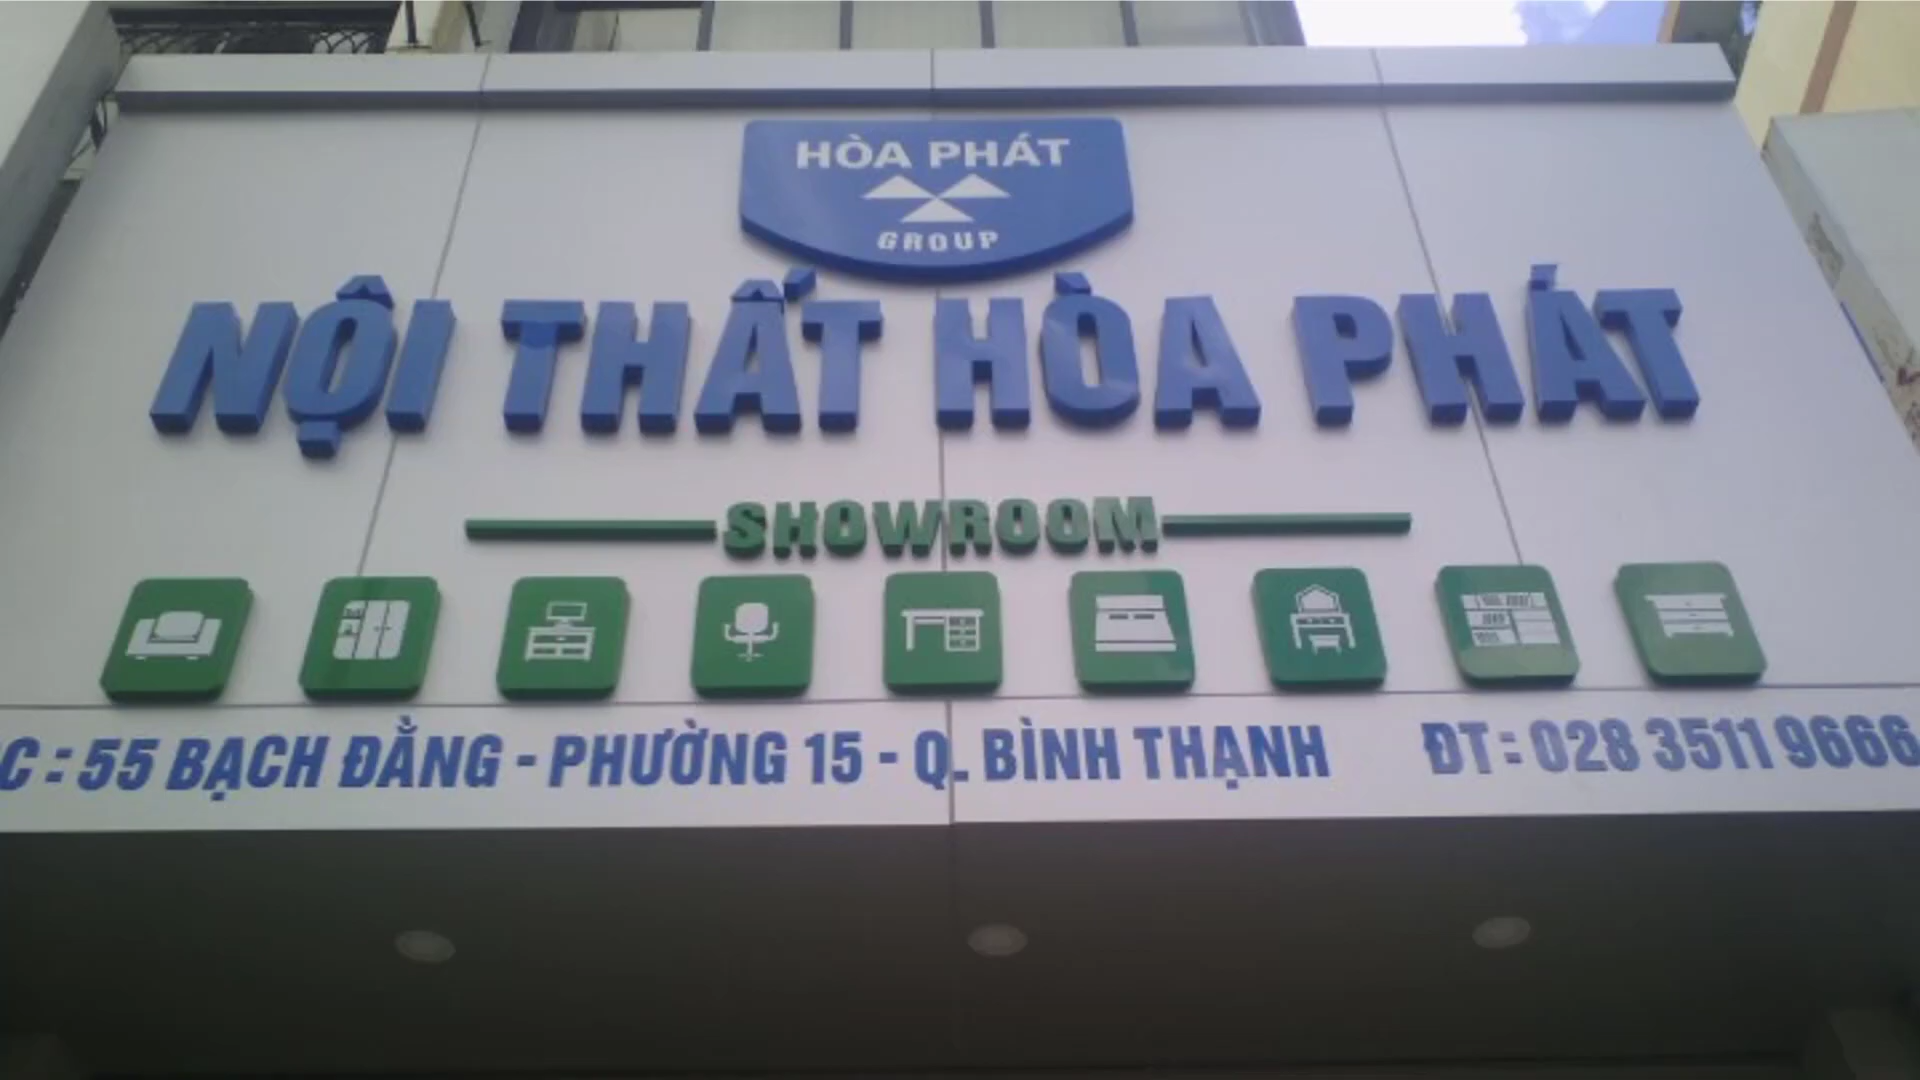 HÒA PHÁT
GROUP
NỘI THẤT HÒA PHÁT
SHOWROOM
C : 55 BẠCH ĐẰNG - PHƯỜNG 15 - Q. BÌNH THẠNH ĐT : 028 3511 9666